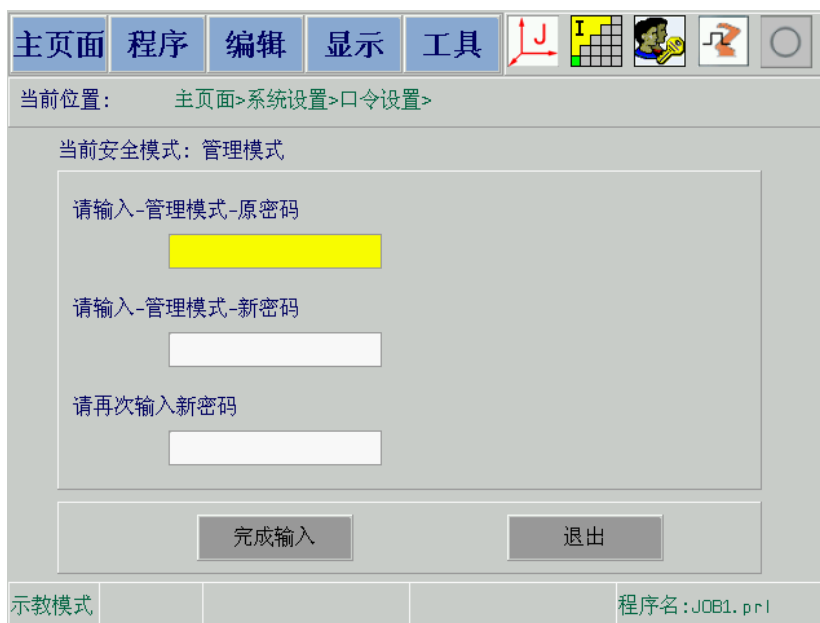 主页面 程序 编辑 显示 工具 J I
当前位置: 主页面>系统设置>口令设置>
当前安全模式: 管理模式
请输入-管理模式-原密码
请输入-管理模式-新密码
请再次输入新密码
完成输入 退出
示教模式 程序名:JOB1.prl